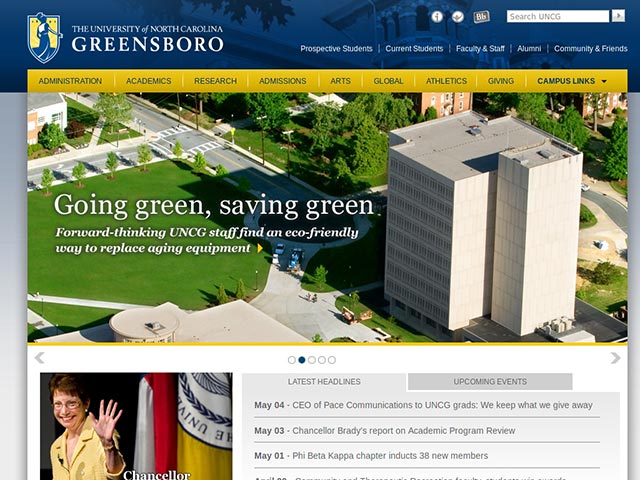 THE UNIVERSITY of NORTH CAROLINA
GREENSBORO
Bb
Search UNCG
Prospective Students | Current Students | Faculty & Staff | Alumni | Community & Friends
ADMINISTRATION ACADEMICS RESEARCH ADMISSIONS ARTS GLOBAL ATHLETICS GIVING CAMPUS LINKS
Going green, saving green
Forward-thinking UNCG staff find an eco-friendly
way to replace aging equipment
LATEST HEADLINES UPCOMING EVENTS
May 04 - CEO of Pace Communications to UNCG grads: We keep what we give away
May 03 - Chancellor Brady's report on Academic Program Review
May 01 - Phi Beta Kappa chapter inducts 38 new members
Chancellor